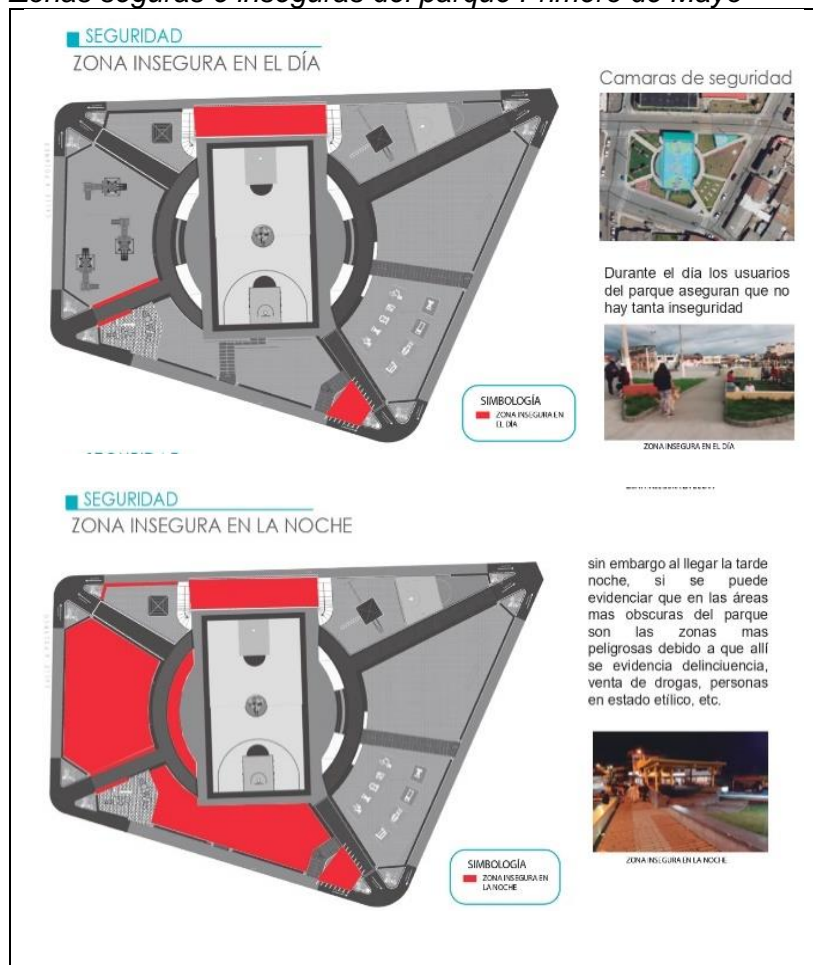 Zonas seguras e inseguras del parque Primero de Mayo
SEGURIDAD
ZONA INSEGURA EN EL DÍA
Camaras de seguridad
Durante el día los usuarios
del parque aseguran que no
hay tanta inseguridad
SIMBOLOGÍA
ZONA INSEGURA EN
EL DÍA
ZONA INSEGURA EN EL DÍA
SEGURIDAD
ZONA INSEGURA EN LA NOCHE
sin embargo al llegar la tarde
noche, si se puede
evidenciar que en las áreas
mas obscuras del parque
son las zonas mas
peligrosas debido a que allí
se evidencia delinciuencia,
venta de drogas, personas
en estado etílico, etc.
SIMBOLOGÍA
ZONA INSEGURA EN
LA NOCHE
ZONA INSEGURA EN LA NOCHE